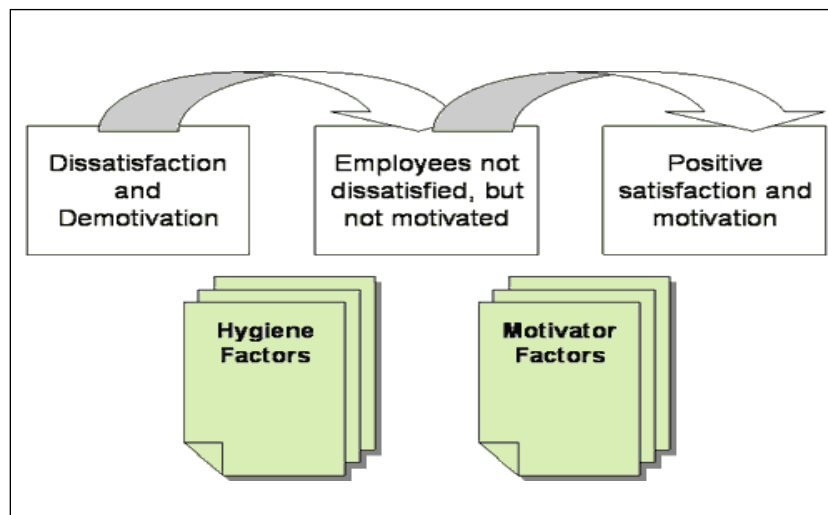 Dissatisfaction
and
Demotivation
Employees not
dissatisfied, but
not motivated
Positive
satisfaction and
motivation
Hygiene
Factors
Motivator
Factors